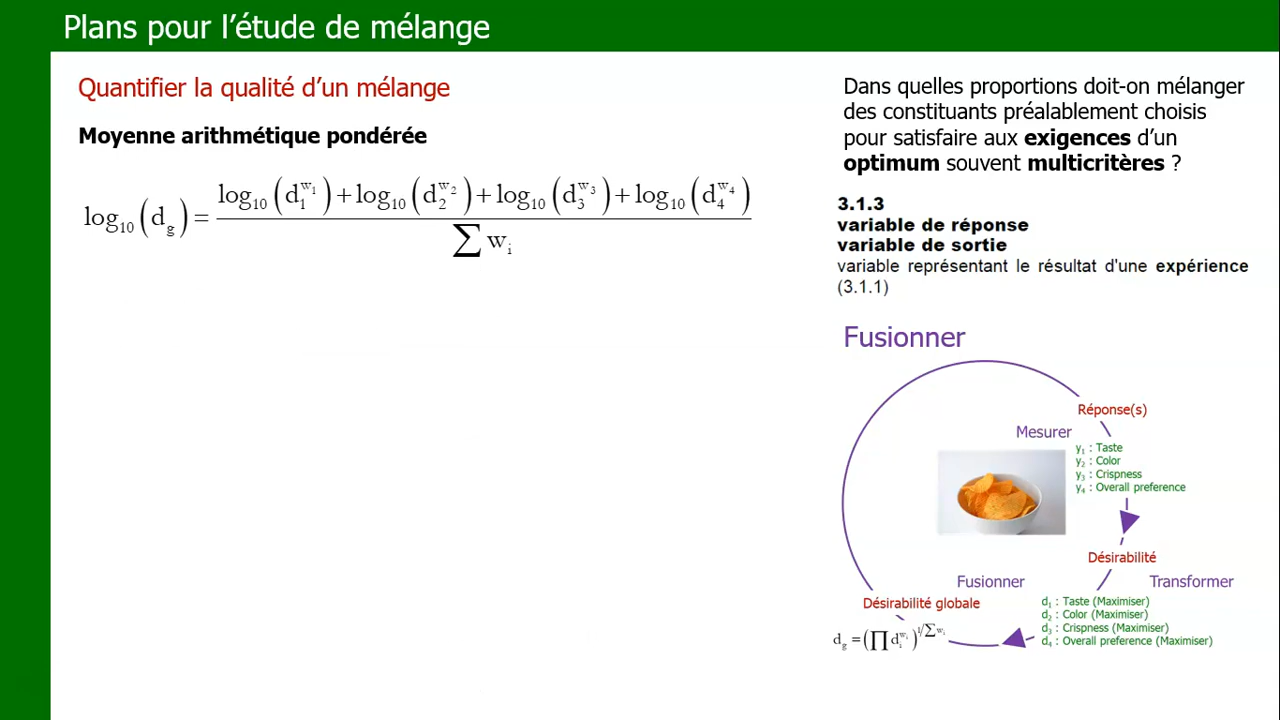 Plans pour l’étude de mélange
Quantifier la qualité d’un mélange
Moyenne arithmétique pondérée
log₁₀(d_g) = (log₁₀(d₁^w₁) + log₁₀(d₂^w₂) + log₁₀(d₃^w₃) + log₁₀(d₄^w₄)) / ∑ wᵢ
Dans quelles proportions doit-on mélanger
des constituants préalablement choisis
pour satisfaire aux exigences d’un
optimum souvent multicritères ?
3.1.3
variable de réponse
variable de sortie
variable représentant le résultat d'une expérience
(3.1.1)
Fusionner
Réponse(s)
Mesurer
y₁ : Taste
y₂ : Color
y₃ : Crispness
y₄ : Overall preference
Désirabilité
Fusionner
Transformer
Désirabilité globale
d₁ : Taste (Maximiser)
d₂ : Color (Maximiser)
d₃ : Crispness (Maximiser)
d₄ : Overall preference (Maximiser)
d_g = (∏ dᵢ^wᵢ)^(1/∑wᵢ)